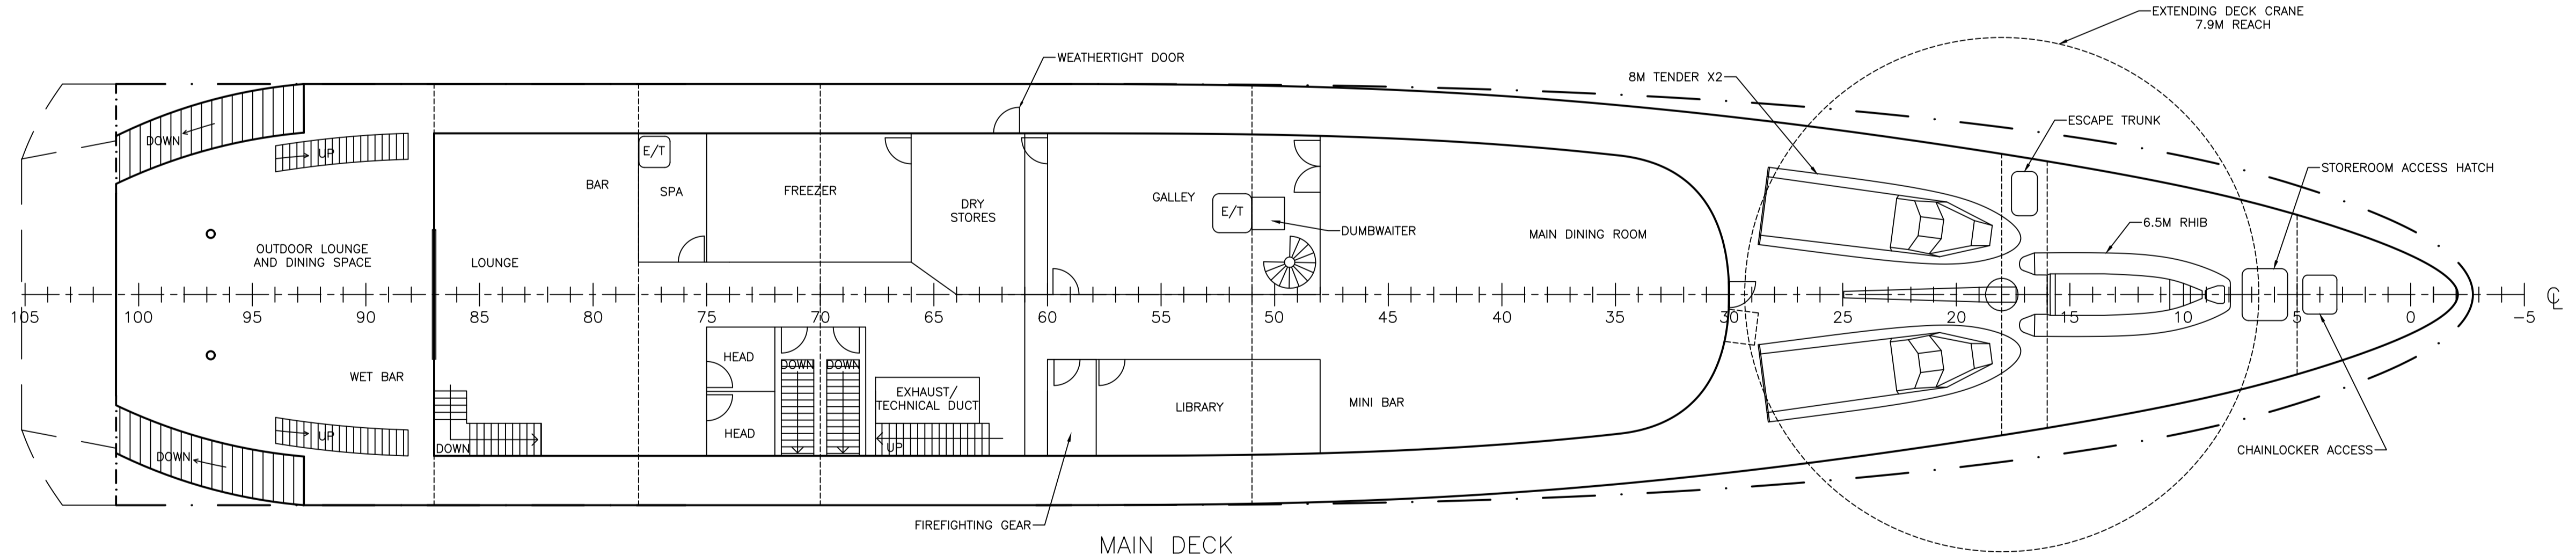 EXTENDING DECK CRANE
7.9M REACH
WEATHERTIGHT DOOR
8M TENDER X2
ESCAPE TRUNK
STOREROOM ACCESS HATCH
DOWN
UP
E/T
BAR
SPA
FREEZER
DRY
STORES
GALLEY
E/T
DUMBWAITER
MAIN DINING ROOM
6.5M RHIB
OUTDOOR LOUNGE
AND DINING SPACE
LOUNGE
105 100 95 90 85 80 75 70 65 60 55 50 45 40 35 30 25 20 15 10 5 0 -5 ℄
HEAD
DOWN
DOWN
WET BAR
EXHAUST/
TECHNICAL DUCT
LIBRARY
MINI BAR
UP
HEAD
DOWN
UP
DOWN
CHAINLOCKER ACCESS
FIREFIGHTING GEAR
MAIN DECK